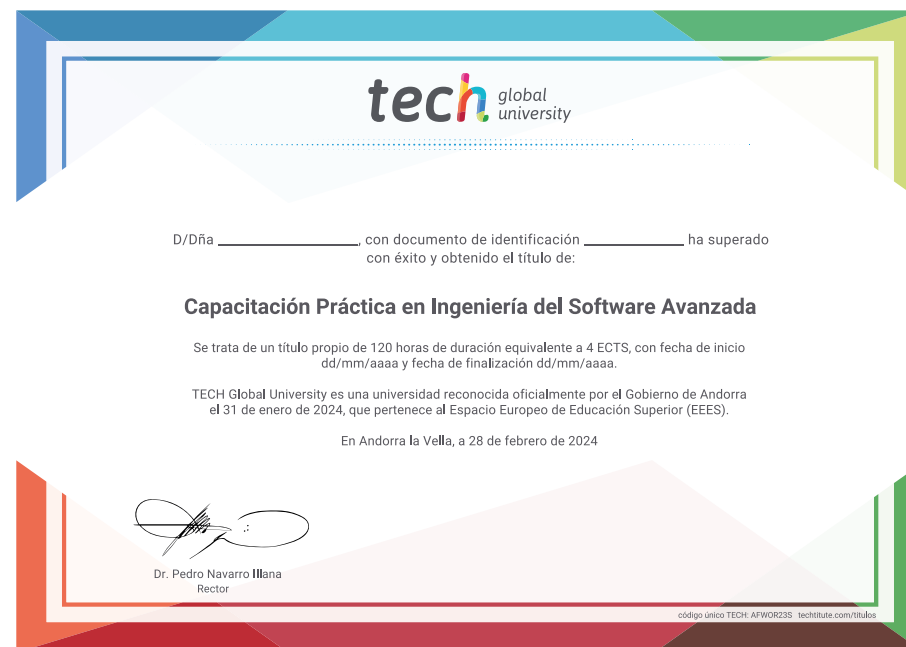 tech global university
D/Dña ____________________, con documento de identificación ______________ ha superado
con éxito y obtenido el título de:
Capacitación Práctica en Ingeniería del Software Avanzada
Se trata de un título propio de 120 horas de duración equivalente a 4 ECTS, con fecha de inicio
dd/mm/aaaa y fecha de finalización dd/mm/aaaa.
TECH Global University es una universidad reconocida oficialmente por el Gobierno de Andorra
el 31 de enero de 2024, que pertenece al Espacio Europeo de Educación Superior (EEES).
En Andorra la Vella, a 28 de febrero de 2024
Dr. Pedro Navarro Illana
Rector
código único TECH: AFWOR23S techtitute.com/titulos